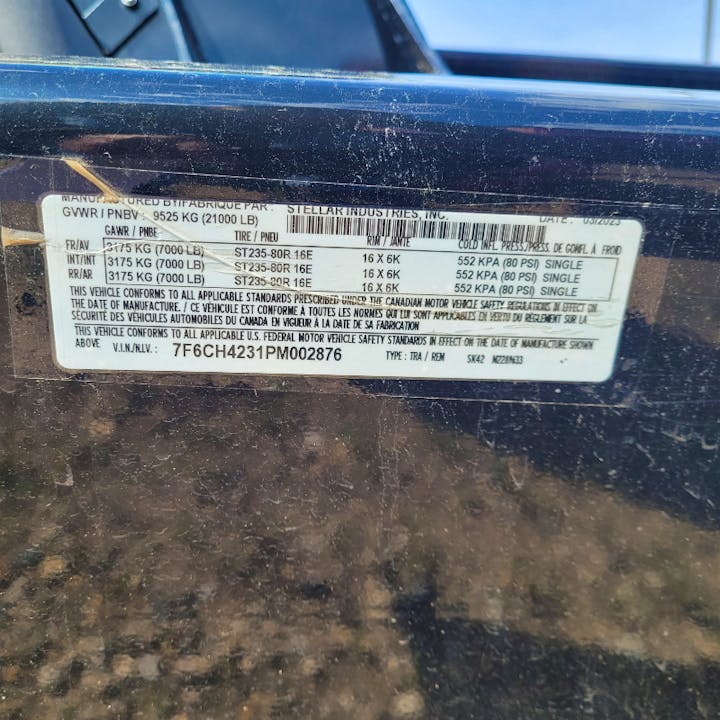 MANUFACTURED BY/FABRIQUE PAR : STELLAR INDUSTRIES, INC. DATE : 03/2023
GVWR / PNBV : 9525 KG (21000 LB)
GAWR / PNBE TIRE / PNEU RIM / JANTE COLD INFL PRESS/PRESS. DE GONFL À FROID
FR/AV 3175 KG (7000 LB) ST235-80R 16E 16 X 6K 552 KPA (80 PSI) SINGLE
INT/INT 3175 KG (7000 LB) ST235-80R 16E 16 X 6K 552 KPA (80 PSI) SINGLE
RR/AR 3175 KG (7000 LB) ST235-80R 16E 16 X 6K 552 KPA (80 PSI) SINGLE
THIS VEHICLE CONFORMS TO ALL APPLICABLE STANDARDS PRESCRIBED UNDER THE CANADIAN MOTOR VEHICLE SAFETY REGULATIONS IN EFFECT ON
THE DATE OF MANUFACTURE. / CE VÉHICULE EST CONFORME À TOUTES LES NORMES QUI LUI SONT APPLICABLES EN VERTU DU RÈGLEMENT SUR LA
SÉCURITÉ DES VÉHICULES AUTOMOBILES DU CANADA EN VIGUEUR À LA DATE DE SA FABRICATION
THIS VEHICLE CONFORMS TO ALL APPLICABLE U.S. FEDERAL MOTOR VEHICLE SAFETY STANDARDS IN EFFECT ON THE DATE OF MANUFACTURE SHOWN
ABOVE V.I.N./N.I.V. : 7F6CH4231PM002876 TYPE : TRA / REM SK42 N228N33